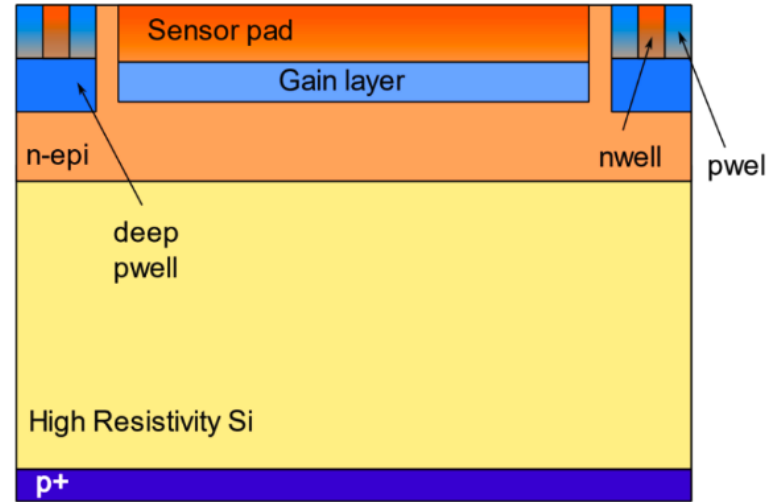 Sensor pad
Gain layer
n-epi
nwell
pwel
deep
pwell
High Resistivity Si
p+